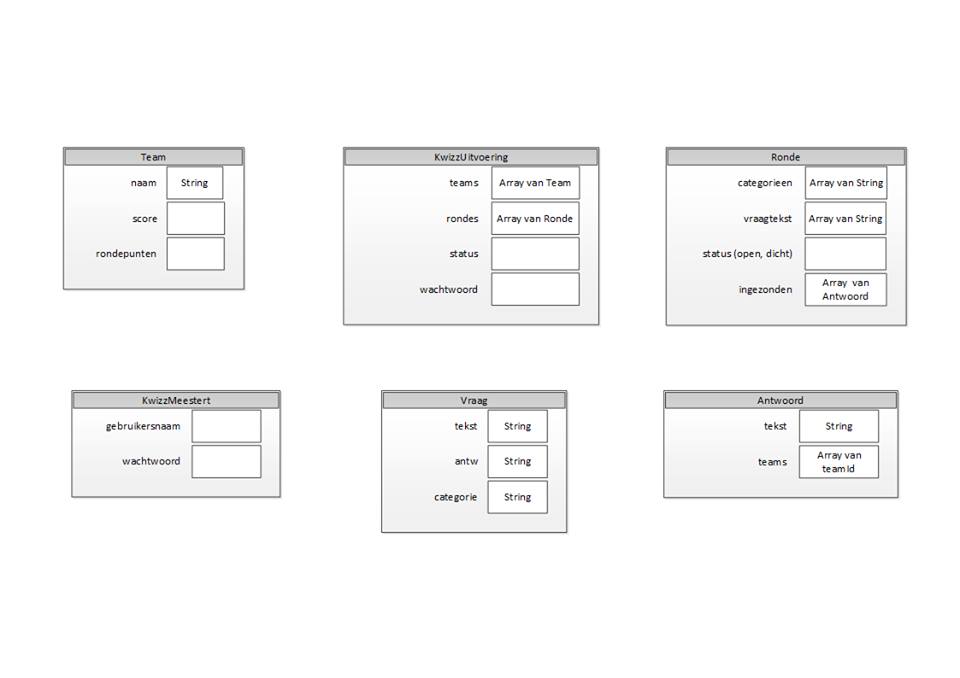 Team
naam String
score
rondepunten
KwizzUitvoering
teams Array van Team
rondes Array van Ronde
status
wachtwoord
Ronde
categorieen Array van String
vraagtekst Array van String
status (open, dicht)
ingezonden Array van
Antwoord
KwizzMeestert
gebruikersnaam
wachtwoord
Vraag
tekst String
antw String
categorie String
Antwoord
tekst String
teams Array van
teamId